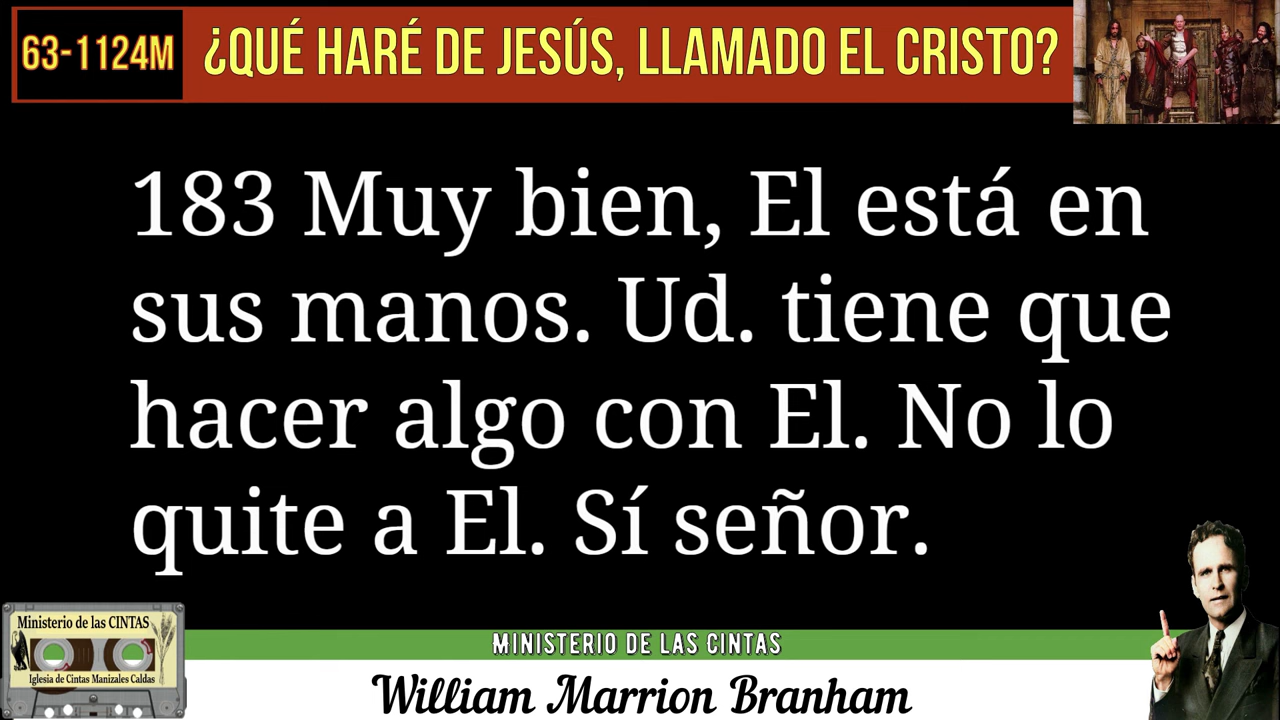 63-1124M
¿QUÉ HARÉ DE JESÚS, LLAMADO EL CRISTO?
183 Muy bien, El está en
sus manos. Ud. tiene que
hacer algo con El. No lo
quite a El. Sí señor.
Ministerio de las CINTAS
Iglesia de Cintas Manizales Caldas
MINISTERIO DE LAS CINTAS
William Marrion Branham